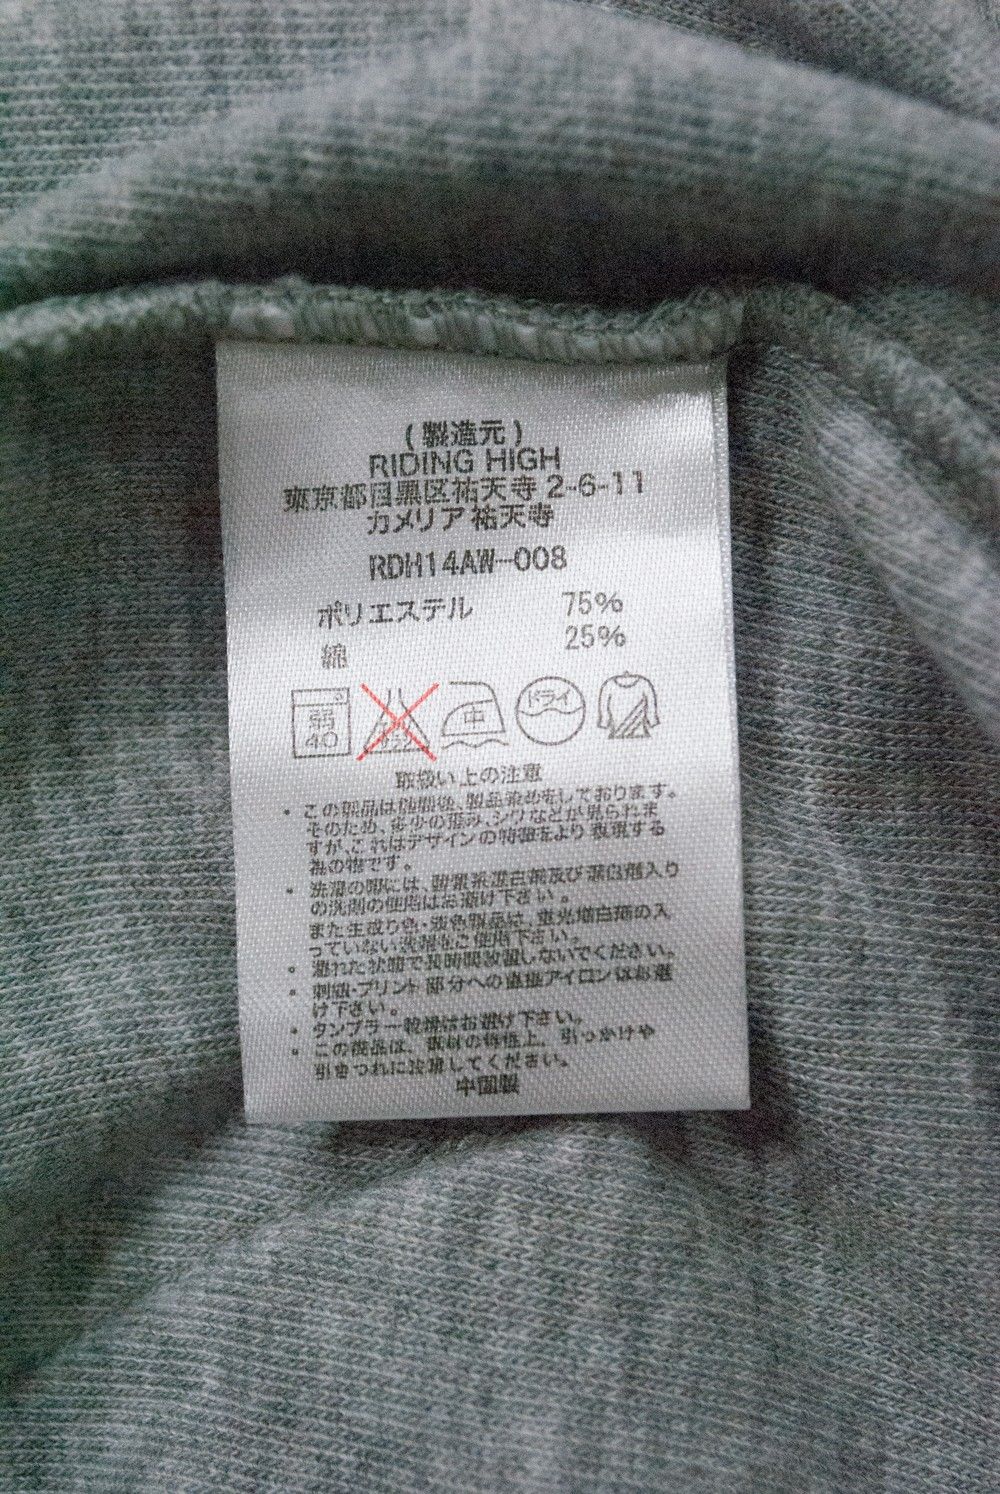 (製造元)
RIDING HIGH
東京都目黒区祐天寺2-6-11
カメリア祐天寺
RDH14AW-008
ポリエステル 75%
綿 25%
弱
40
エンソ
サラシ
中
ドライ
取扱い上の注意
・この製品は縫製後、製品染めをしております。
そのため、多少の歪み、シワなどが見られま
すが、これはデザインの特徴をより表現する
為の物です。
・洗濯の際には、酸素系漂白剤及び漂白剤入り
の洗剤の使用はお避け下さい。
また生成り色・淡色製品は、蛍光増白剤の入
っていない洗剤をご使用下さい。
・濡れた状態で長時間放置しないでください。
・刺繍・プリント部分への直接アイロンはお避
け下さい。
・タンブラー乾燥はお避け下さい。
・この商品は、素材の特性上、引っかけや
引きつれに注意してください。
中国製